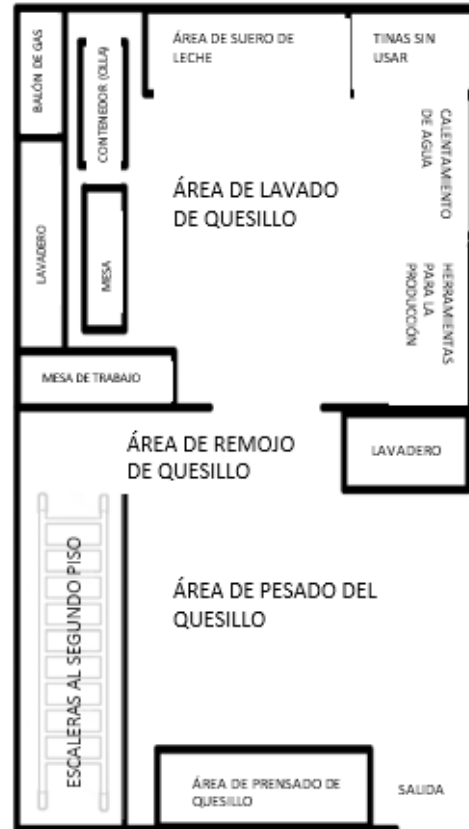 BALÓN DE GAS
CONTENEDOR (OLLA)
ÁREA DE SUERO DE
LECHE
TINAS SIN
USAR
CALENTAMIENTO
DE AGUA
ÁREA DE LAVADO
DE QUESILLO
LAVADERO
MESA
HERRAMIENTAS
PARA LA
PRODUCCIÓN
MESA DE TRABAJO
ÁREA DE REMOJO
DE QUESILLO
LAVADERO
ESCALERAS AL SEGUNDO PISO
ÁREA DE PESADO DEL
QUESILLO
ÁREA DE PRENSADO DE
QUESILLO
SALIDA